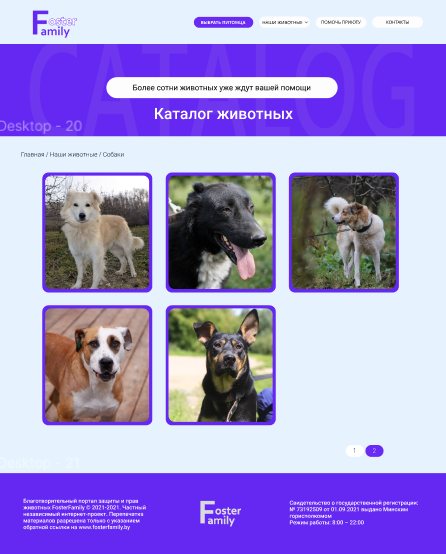 Foster
Family
ВЫБРАТЬ ПИТОМЦА
НАШИ ЖИВОТНЫЕ
ПОМОЧЬ ПРИЮТУ
КОНТАКТЫ
CATALOG
Более сотни животных уже ждут вашей помощи
Каталог животных
Desktop - 20
Главная / Наши животные / Собаки
1
2
Desktop - 21
Благотворительный портал защиты и прав
животных FosterFamily © 2021-2021. Частный
независимый интернет-проект. Перепечатка
материалов разрешена только с указанием
обратной ссылки на www.fosterfamily.by
Foster
Family
Свидетельство о государственной регистрации:
№ 73192509 от 01.09.2021 выдано Минским
горисполкомом
Режим работы: 8:00 – 22:00